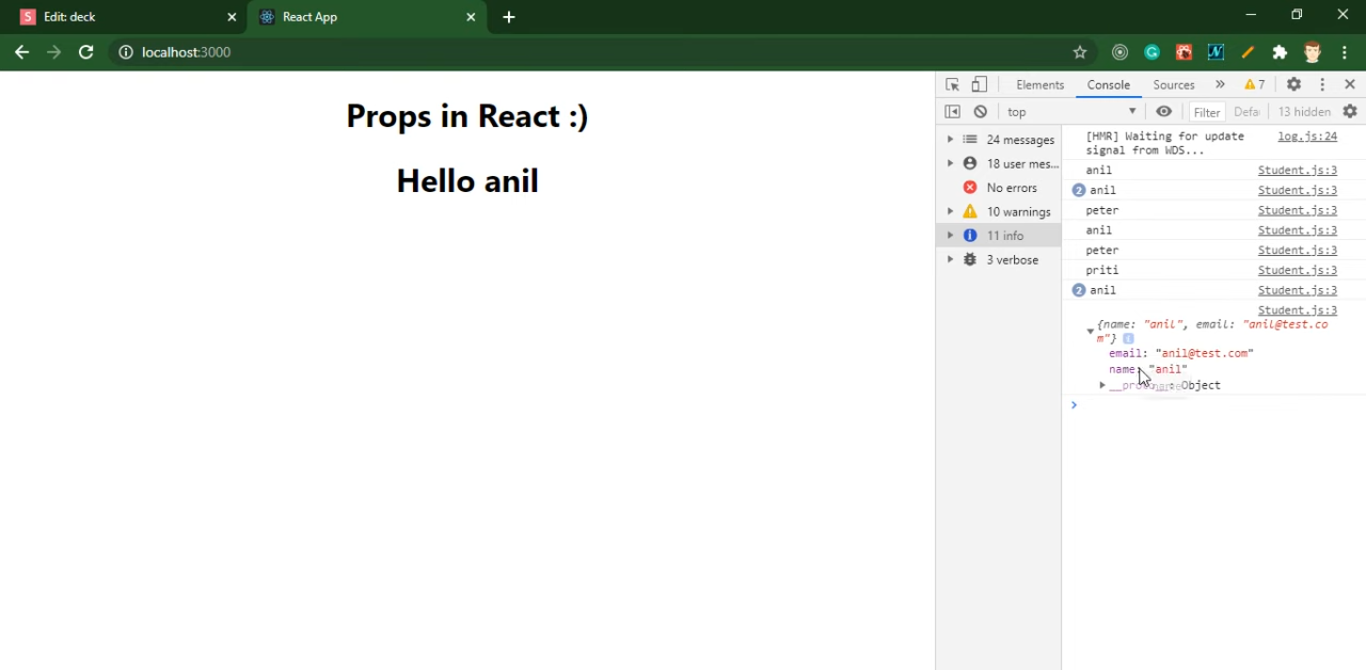 Edit: deck
React App
localhost:3000
Elements Console Sources » 7
top Filter Defa 13 hidden
24 messages
18 user mes...
No errors
10 warnings
11 info
3 verbose
[HMR] Waiting for update log.js:24
signal from WDS...
anil Student.js:3
2 anil Student.js:3
peter Student.js:3
anil Student.js:3
peter Student.js:3
priti Student.js:3
2 anil Student.js:3
Student.js:3
{name: "anil", email: "anil@test.co
m"}
email: "anil@test.com"
name: "anil"
__proto__: Object
name
Props in React :)
Hello anil